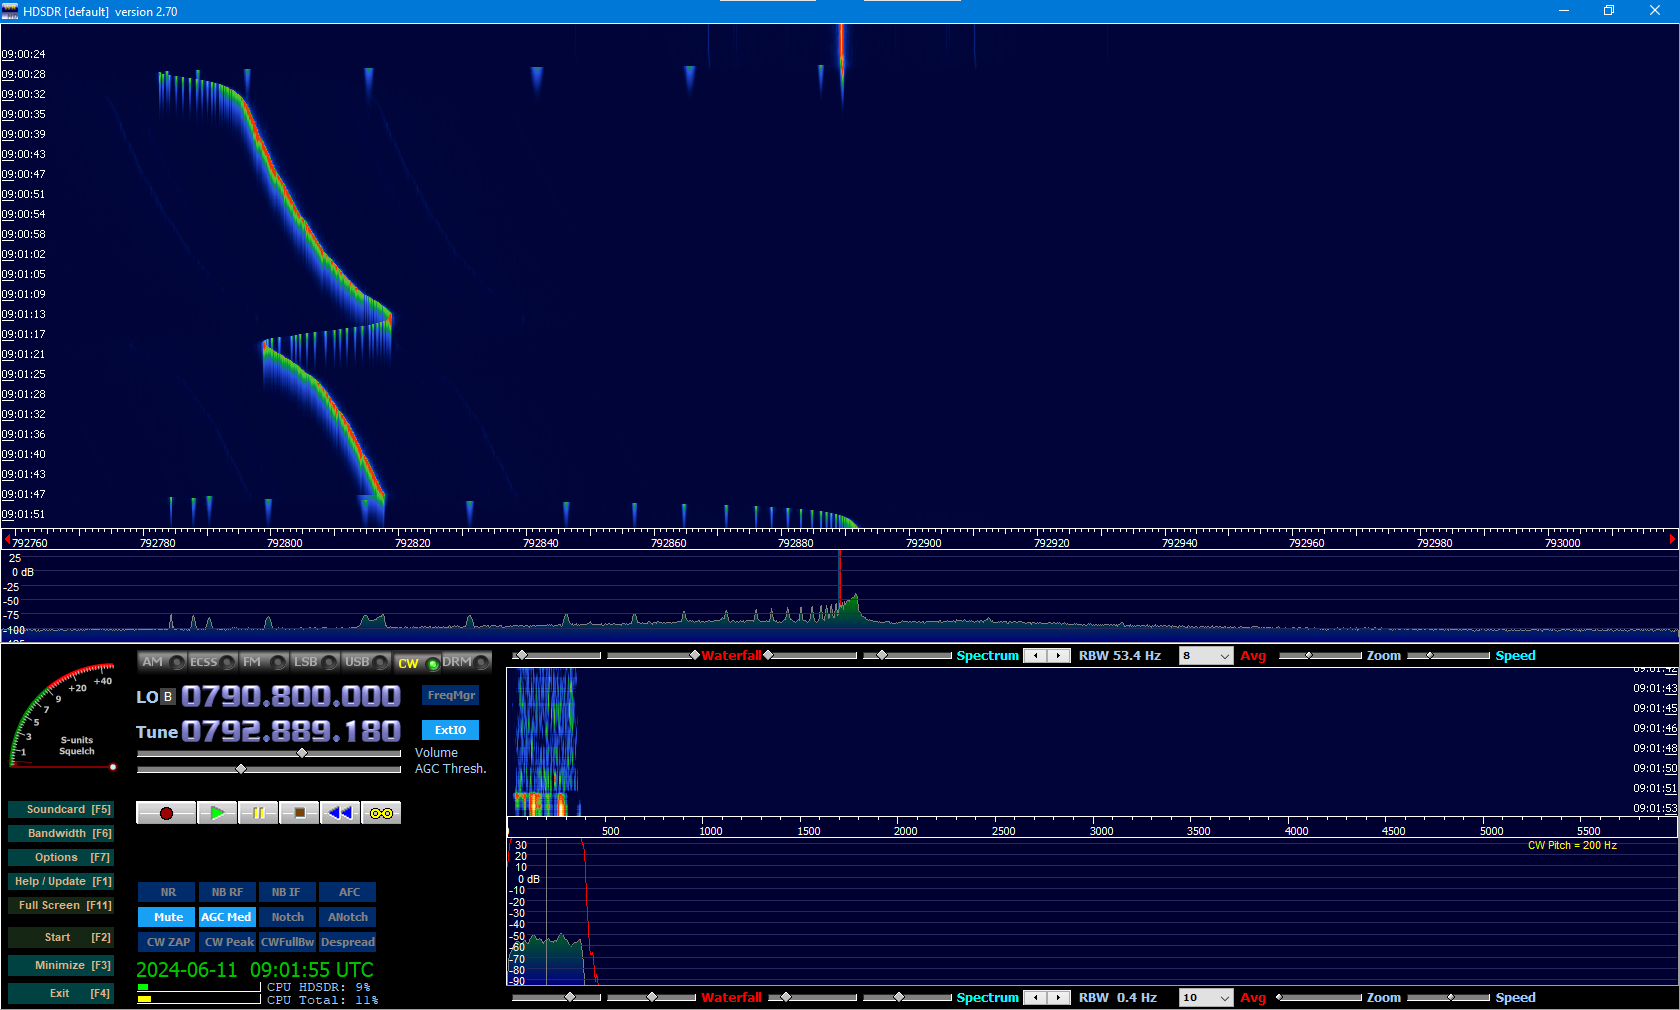 HDSDR [default]  version 2.70
09:00:24
09:00:28
09:00:32
09:00:35
09:00:39
09:00:43
09:00:47
09:00:51
09:00:54
09:00:58
09:01:02
09:01:05
09:01:09
09:01:13
09:01:17
09:01:21
09:01:25
09:01:28
09:01:32
09:01:36
09:01:40
09:01:43
09:01:47
09:01:51
792760 792780 792800 792820 792840 792860 792880 792900 792920 792940 792960 792980 793000
25
0 dB
-25
-50
-75
-100
+40
+20
9
7
5
3
1
S-units
Squelch
AM ECSS FM LSB USB CW DRM
LO B 0790.800.000 FreqMgr
Tune 0792.889.180 ExtIO
Volume
AGC Thresh.
Soundcard [F5]
Bandwidth [F6]
Options [F7]
Help / Update [F1]
Full Screen [F11]
Start [F2]
Minimize [F3]
Exit [F4]
NR NB RF NB IF AFC
Mute AGC Med Notch ANotch
CW ZAP CW Peak CWFullBw Despread
2024-06-11 09:01:55 UTC
CPU HDSDR: 9%
CPU Total: 11%
Waterfall Spectrum RBW 53.4 Hz 8 Avg Zoom Speed
09:01:42
09:01:43
09:01:45
09:01:46
09:01:48
09:01:50
09:01:51
09:01:53
500 1000 1500 2000 2500 3000 3500 4000 4500 5000 5500
CW Pitch = 200 Hz
30
20
10
0 dB
-10
-20
-30
-40
-50
-60
-70
-80
-90
Waterfall Spectrum RBW 0.4 Hz 10 Avg Zoom Speed